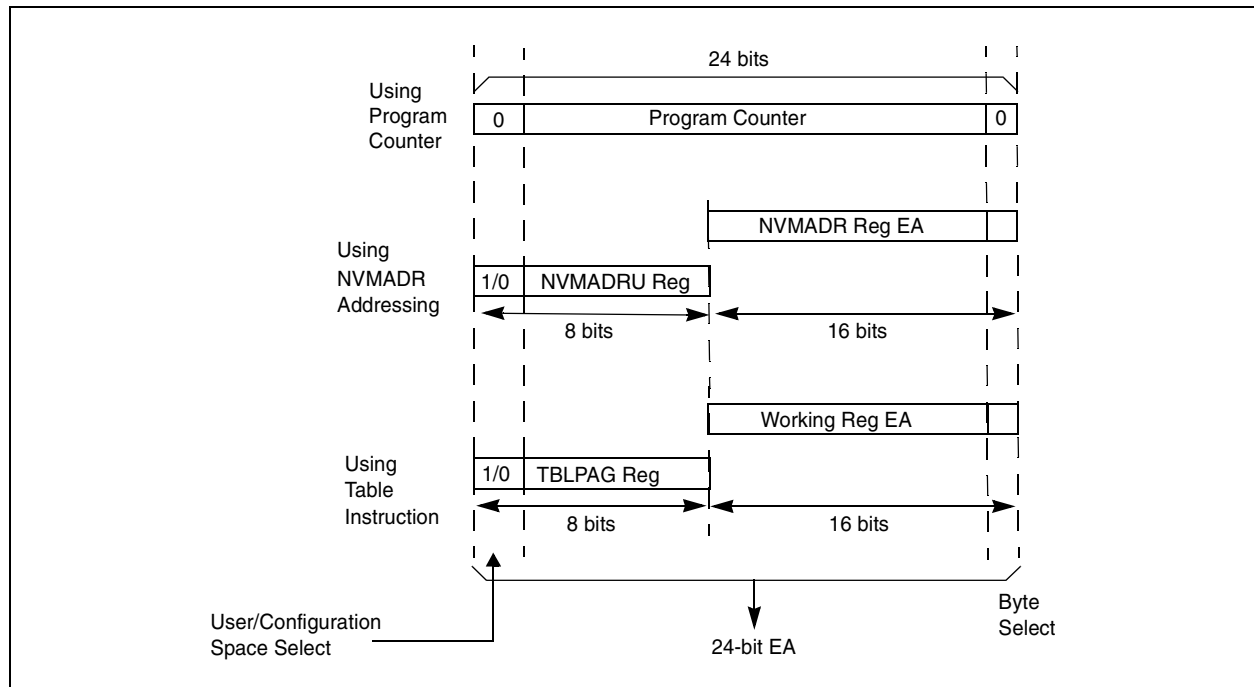 24 bits
Using
Program
Counter
0
Program Counter
0
NVMADR Reg EA
Using
NVMADR
Addressing
1/0
NVMADRU Reg
8 bits
16 bits
Working Reg EA
Using
Table
Instruction
1/0
TBLPAG Reg
8 bits
16 bits
User/Configuration
Space Select
24-bit EA
Byte
Select